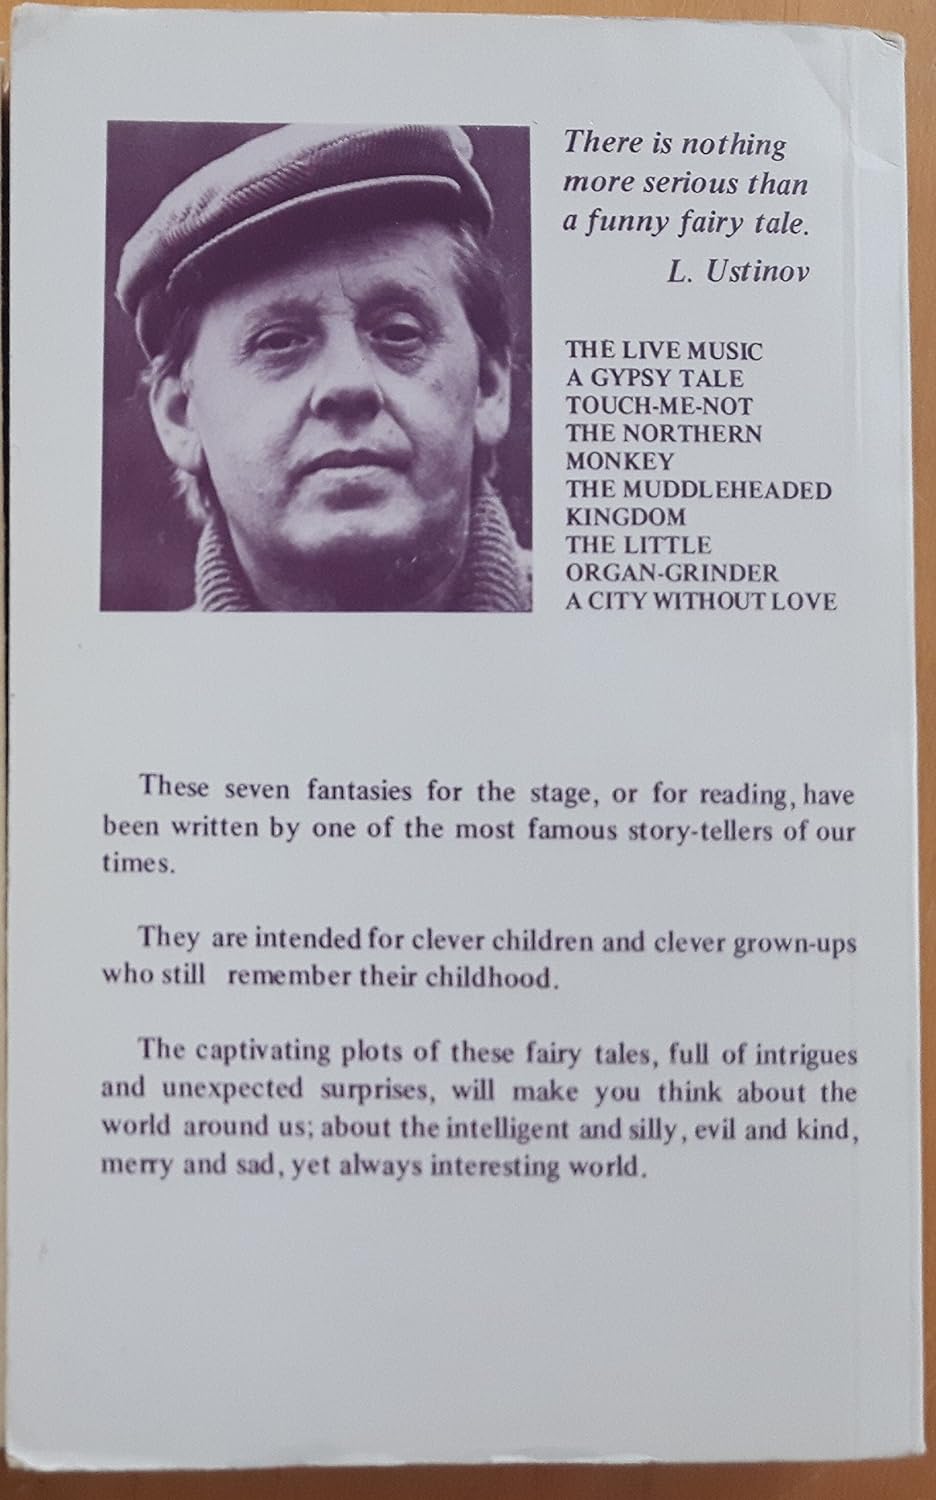 There is nothing
more serious than
a funny fairy tale.
L. Ustinov
THE LIVE MUSIC
A GYPSY TALE
TOUCH-ME-NOT
THE NORTHERN
MONKEY
THE MUDDLEHEADED
KINGDOM
THE LITTLE
ORGAN-GRINDER
A CITY WITHOUT LOVE
These seven fantasies for the stage, or for reading, have
been written by one of the most famous story-tellers of our
times.
They are intended for clever children and clever grown-ups
who still remember their childhood.
The captivating plots of these fairy tales, full of intrigues
and unexpected surprises, will make you think about the
world around us; about the intelligent and silly, evil and kind,
merry and sad, yet always interesting world.